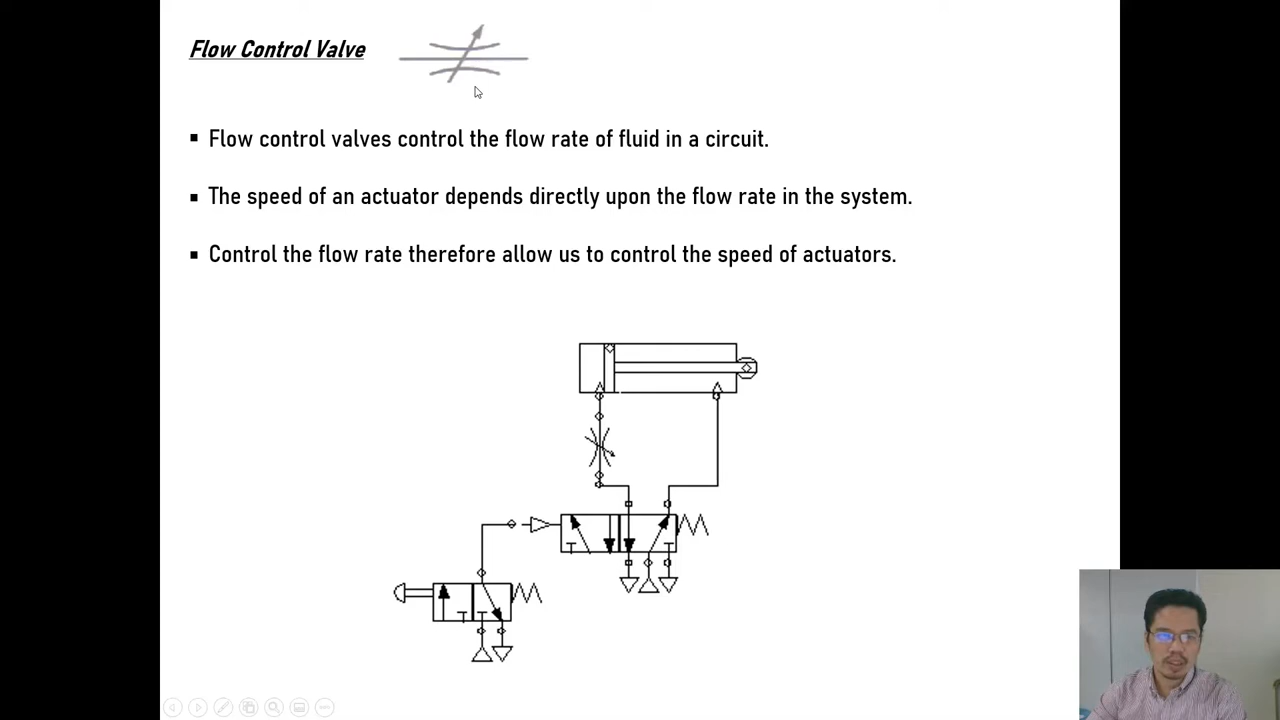 Flow Control Valve
▪ Flow control valves control the flow rate of fluid in a circuit.
▪ The speed of an actuator depends directly upon the flow rate in the system.
▪ Control the flow rate therefore allow us to control the speed of actuators.